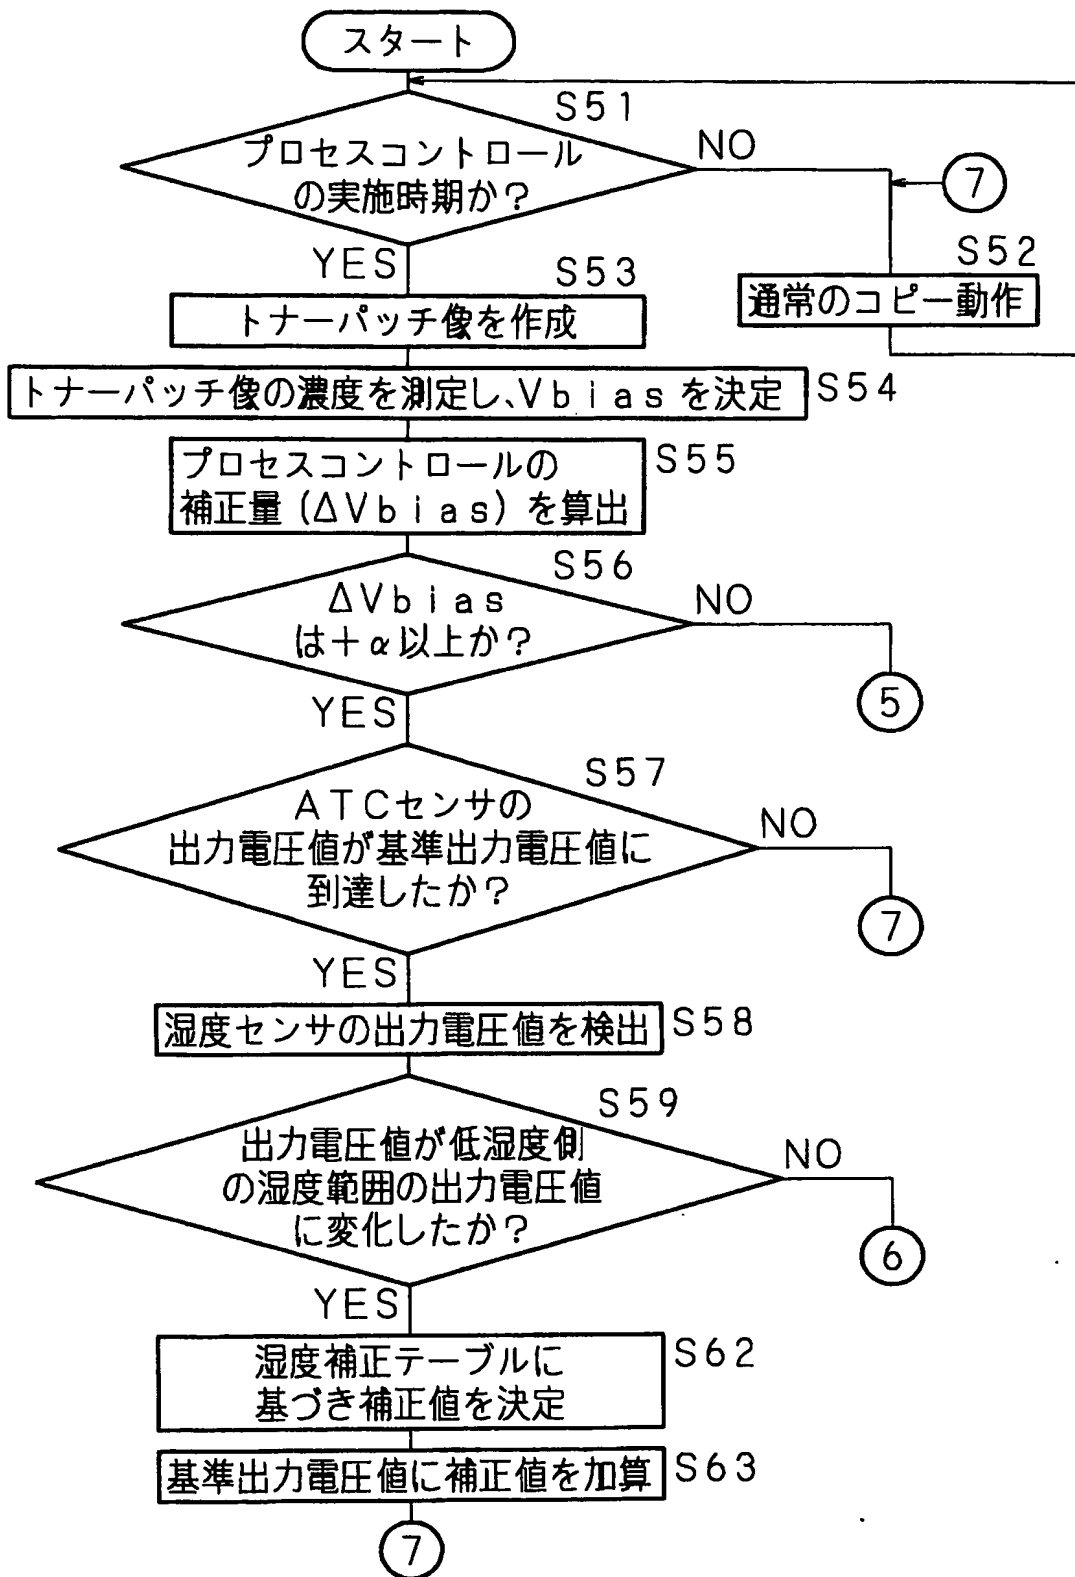 スタート
S51
プロセスコントロール
の実施時期か？
NO
YES
7
S52
通常のコピー動作
S53
トナーパッチ像を作成
トナーパッチ像の濃度を測定し、Vbiasを決定
S54
プロセスコントロールの
補正量(ΔVbias)を算出
S55
S56
ΔVbias
は＋α以上か？
NO
YES
5
S57
ATCセンサの
出力電圧値が基準出力電圧値に
到達したか？
NO
YES
7
湿度センサの出力電圧値を検出
S58
S59
出力電圧値が低湿度側
の湿度範囲の出力電圧値
に変化したか？
NO
YES
6
湿度補正テーブルに
基づき補正値を決定
S62
基準出力電圧値に補正値を加算
S63
7